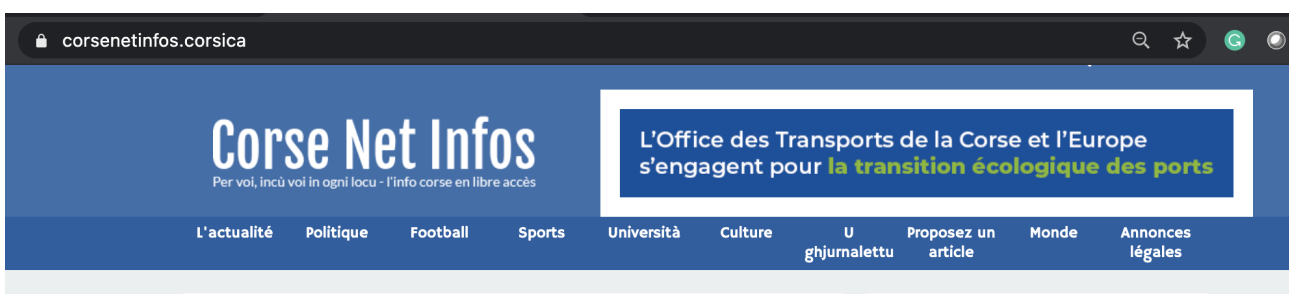 corsenetinfos.corsica
G
Corse Net Infos
Per voi, incù voi in ogni locu - l'info corse en libre accès
L'Office des Transports de la Corse et l'Europe
s'engagent pour la transition écologique des ports
L'actualité Politique Football Sports Università Culture U ghjurnalettu Proposez un article Monde Annonces légales